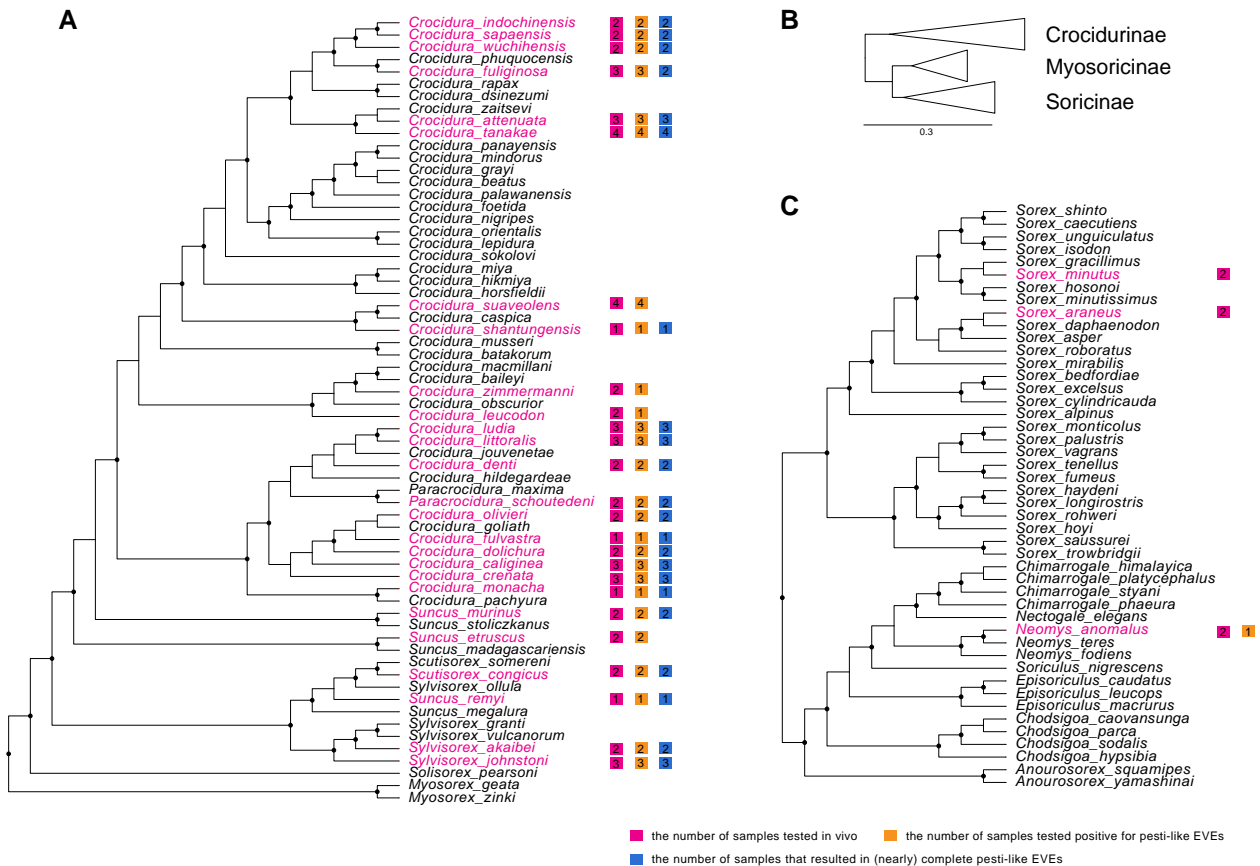 A
Crocidura_indochinensis 2 2 2
Crocidura_sapaensis 2 2 2
Crocidura_wuchihensis 2 2 2
Crocidura_phuquocensis
Crocidura_fuliginosa 3 3 2
Crocidura_rapax
Crocidura_dsinezumi
Crocidura_zaitsevi
Crocidura_attenuata 3 3 3
Crocidura_tanakae 4 4 4
Crocidura_panayensis
Crocidura_mindorus
Crocidura_grayi
Crocidura_beatus
Crocidura_palawanensis
Crocidura_foetida
Crocidura_nigripes
Crocidura_orientalis
Crocidura_lepidura
Crocidura_sokolovi
Crocidura_miya
Crocidura_hikmiya
Crocidura_horsfieldii
Crocidura_suaveolens 4 4
Crocidura_caspica
Crocidura_shantungensis 1 1 1
Crocidura_musseri
Crocidura_batakorum
Crocidura_macmillani
Crocidura_baileyi
Crocidura_zimmermanni 2 1
Crocidura_obscurior
Crocidura_leucodon 2 1
Crocidura_ludia 3 3 3
Crocidura_littoralis 3 3 3
Crocidura_jouvenetae
Crocidura_denti 2 2 2
Crocidura_hildegardeae
Paracrocidura_maxima
Paracrocidura_schoutedeni 2 2 2
Crocidura_olivieri 2 2 2
Crocidura_goliath
Crocidura_fulvastra 1 1 1
Crocidura_dolichura 2 2 2
Crocidura_caliginea 3 3 3
Crocidura_crenata 3 3 3
Crocidura_monacha 1 1 1
Crocidura_pachyura
Suncus_murinus 2 2 2
Suncus_stoliczkanus
Suncus_etruscus 2 2
Suncus_madagascariensis
Scutisorex_somereni
Scutisorex_congicus 2 2 2
Sylvisorex_ollula
Suncus_remyi 1 1 1
Suncus_megalura
Sylvisorex_granti
Sylvisorex_vulcanorum
Sylvisorex_akaibei 2 2 2
Sylvisorex_johnstoni 3 3 3
Solisorex_pearsoni
Myosorex_geata
Myosorex_zinki
B
Crocidurinae
Myosoricinae
Soricinae
0.3
C
Sorex_shinto
Sorex_caecutiens
Sorex_unguiculatus
Sorex_isodon
Sorex_gracillimus
Sorex_minutus 2
Sorex_hosonoi
Sorex_minutissimus
Sorex_araneus 2
Sorex_daphaenodon
Sorex_asper
Sorex_roboratus
Sorex_mirabilis
Sorex_bedfordiae
Sorex_excelsus
Sorex_cylindricauda
Sorex_alpinus
Sorex_monticolus
Sorex_palustris
Sorex_vagrans
Sorex_tenellus
Sorex_fumeus
Sorex_haydeni
Sorex_longirostris
Sorex_rohweri
Sorex_hoyi
Sorex_saussurei
Sorex_trowbridgii
Chimarrogale_himalayica
Chimarrogale_platycephalus
Chimarrogale_styani
Chimarrogale_phaeura
Nectogale_elegans
Neomys_anomalus 2 1
Neomys_teres
Neomys_fodiens
Soriculus_nigrescens
Episoriculus_caudatus
Episoriculus_leucops
Episoriculus_macrurus
Chodsigoa_caovansunga
Chodsigoa_parca
Chodsigoa_sodalis
Chodsigoa_hypsibia
Anourosorex_squamipes
Anourosorex_yamashinai
the number of samples tested in vivo
the number of samples tested positive for pesti-like EVEs
the number of samples that resulted in (nearly) complete pesti-like EVEs